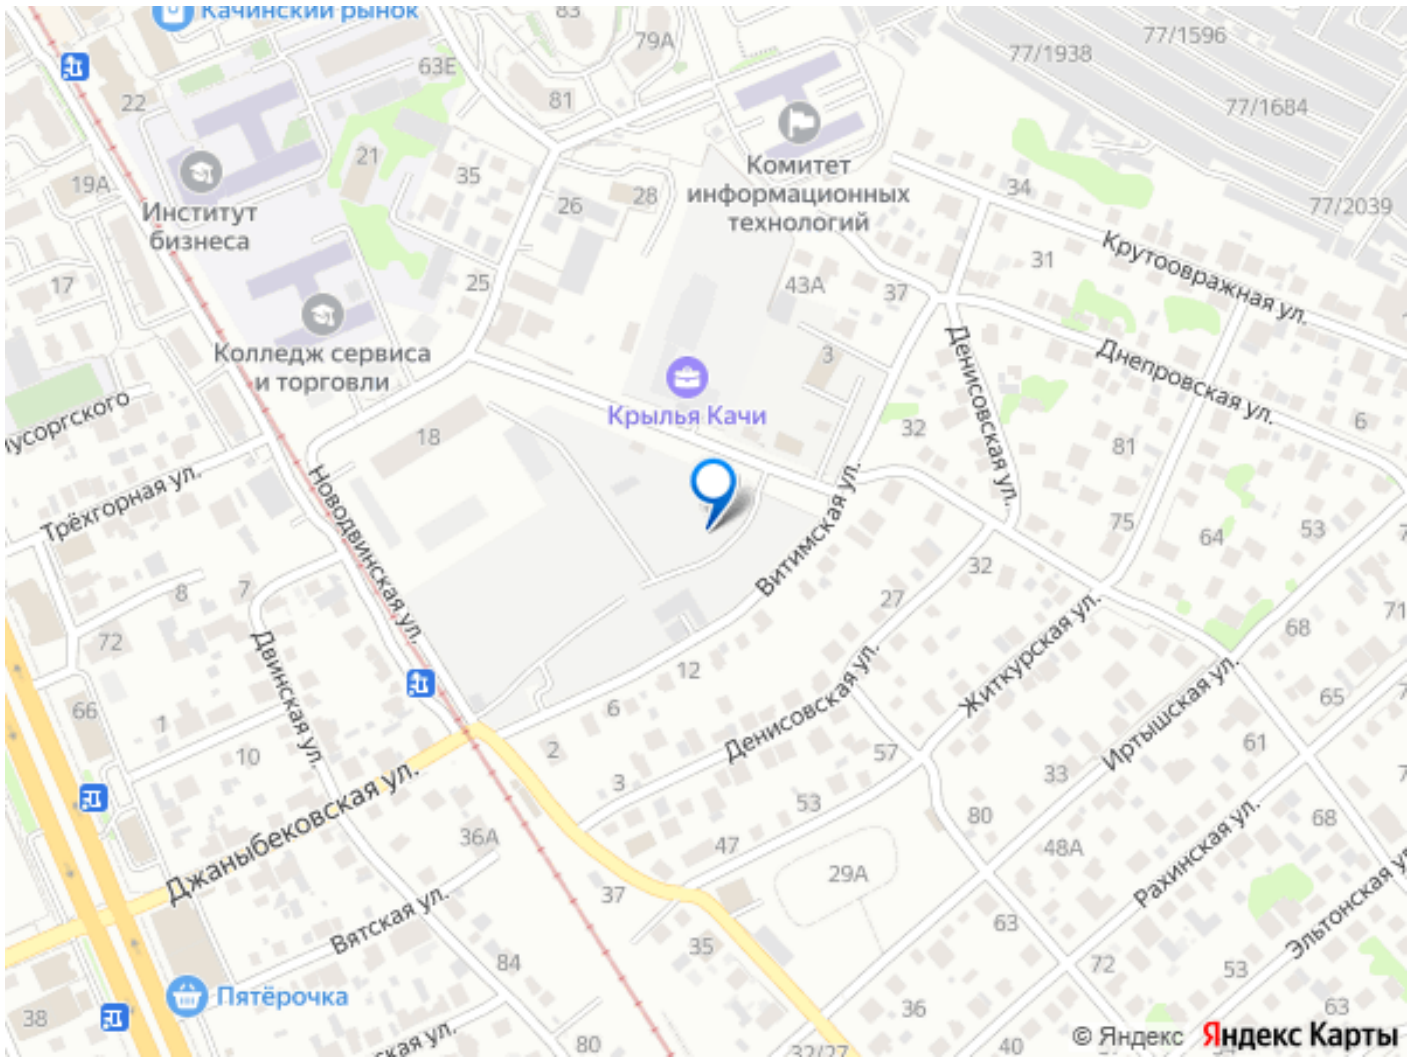 Качинский рынок
83
79А
63Е
77/1596
77/1938
77/1684
22
81
21
35
28
26
19А
Институт
бизнеса
Комитет
информационных
технологий
34
77/2039
31
Крутоовражная ул.
17
25
43А
37
Колледж сервиса
и торговли
3
Крылья Качи
Денисовская ул.
Днепровская ул.
6
18
32
81
Трёхгорная ул.
Новодвинская ул.
Витимская ул.
75
64
53
8
7
72
32
27
71
68
Двинская ул.
12
6
2
3
Денисовская ул.
Житкурская ул.
Иртышская ул.
65
66
1
10
57
61
33
53
80
68
Джаныбековская ул.
36А
47
48А
29А
Рахинская ул.
37
Вятская ул.
35
63
Эльтонская ул
84
72
53
Пятёрочка
36
63
38
80
32/27
40
© Яндекс Яндекс Карты